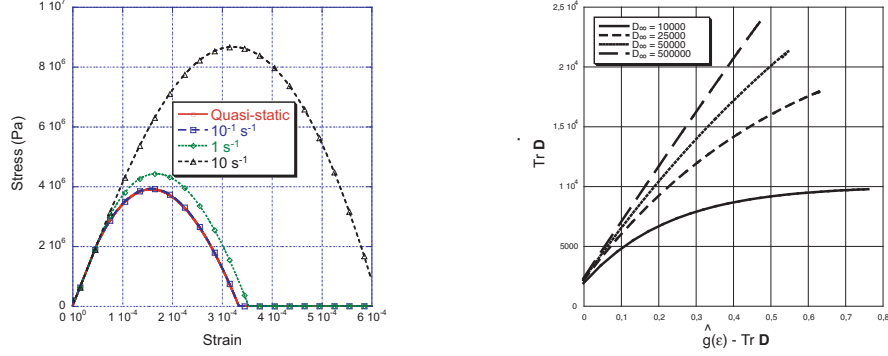 1 10⁷
8 10⁶
6 10⁶
4 10⁶
2 10⁶
0
Stress (Pa)
Quasi-static
10⁻¹ s⁻¹
1 s⁻¹
10 s⁻¹
0 10⁰
1 10⁻⁴
2 10⁻⁴
3 10⁻⁴
4 10⁻⁴
5 10⁻⁴
6 10⁻⁴
Strain
2,5 10⁴
2 10⁴
1,5 10⁴
1 10⁴
5000
0
Tr Ḋ
D∞ = 10000
D∞ = 25000
D∞ = 50000
D∞ = 500000
0
0,1
0,2
0,3
0,4
0,5
0,6
0,7
0,8
ĝ(ε) - Tr D